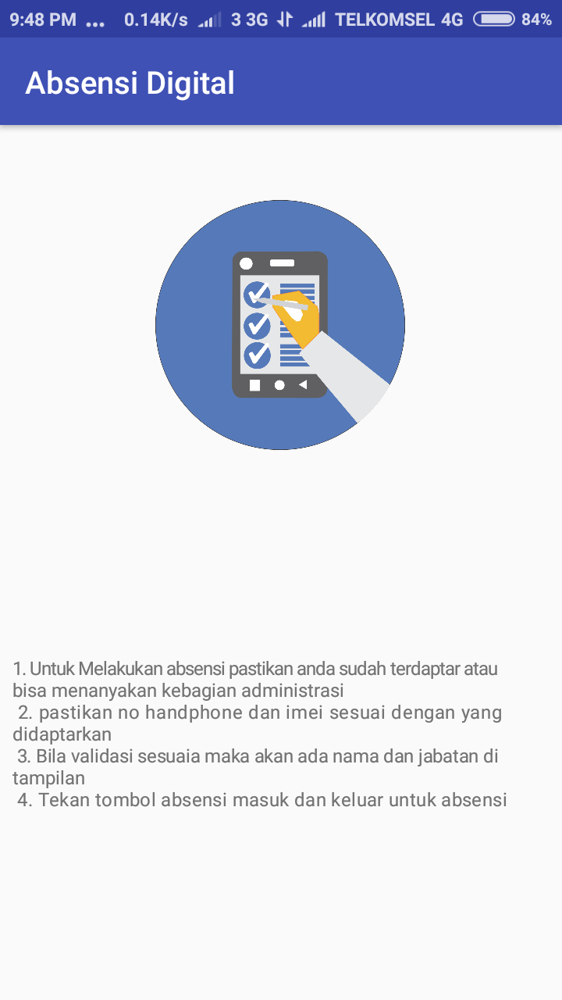 9:48 PM ... 0.14K/s 3 3G TELKOMSEL 4G 84%
Absensi Digital
1. Untuk Melakukan absensi pastikan anda sudah terdaptar atau
bisa menanyakan kebagian administrasi
2. pastikan no handphone dan imei sesuai dengan yang
didaptarkan
3. Bila validasi sesuaia maka akan ada nama dan jabatan di
tampilan
4. Tekan tombol absensi masuk dan keluar untuk absensi